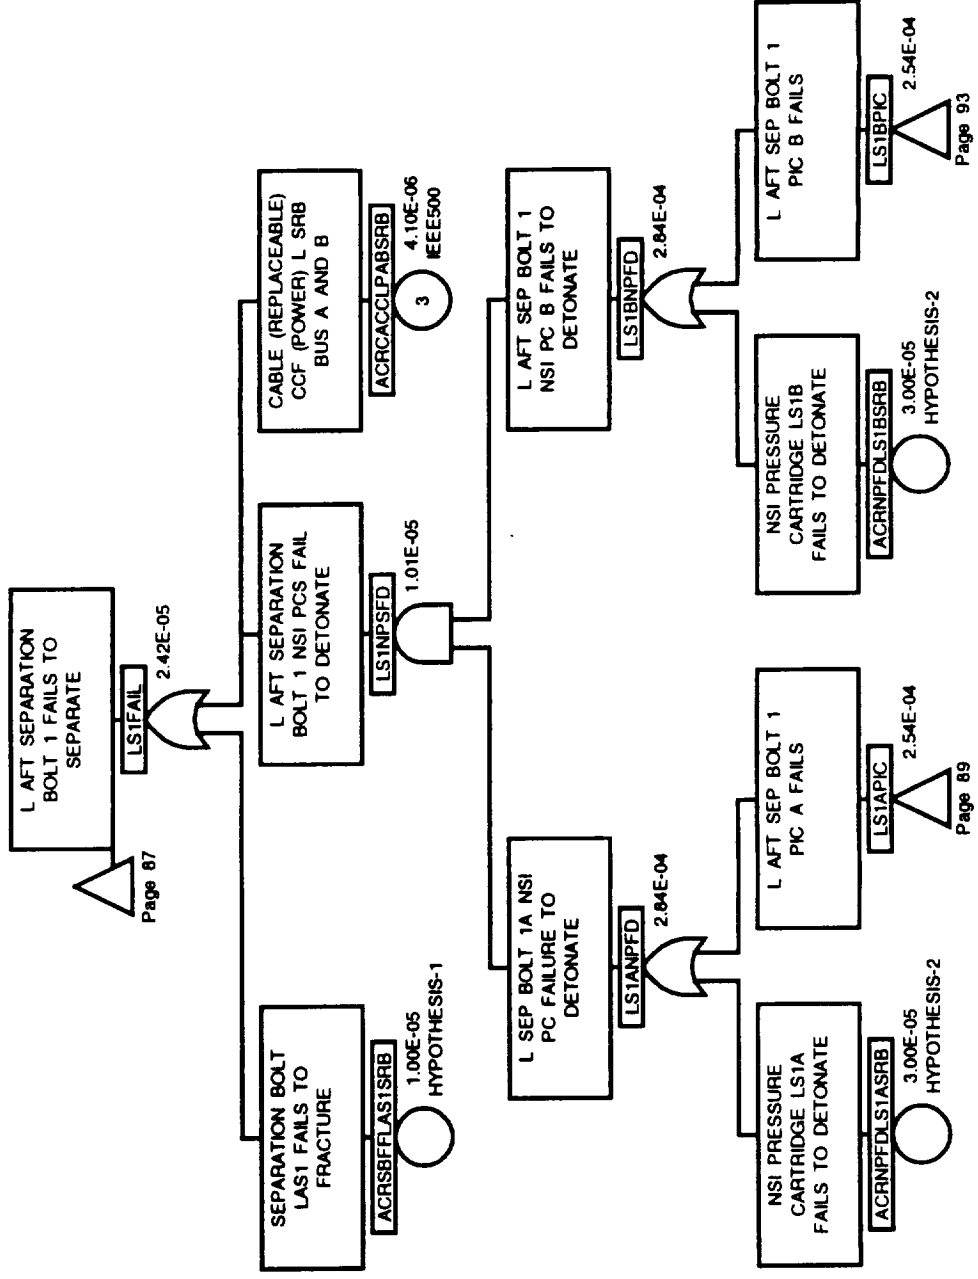 L AFT SEPARATION
BOLT 1 FAILS TO
SEPARATE
Page 87
LS1FAIL
2.42E-05
SEPARATION BOLT
LAS1 FAILS TO
FRACTURE
ACRSBFFLAS1SRB
1.00E-05
HYPOTHESIS-1
L AFT SEPARATION
BOLT 1 NSI PCS FAIL
TO DETONATE
LS1NPSFD
1.01E-05
CABLE (REPLACEABLE)
CCF (POWER) L SRB
BUS A AND B
ACRCACCLPABSRB
3
4.10E-06
IEEE500
L SEP BOLT 1A NSI
PC FAILURE TO
DETONATE
LS1ANPFD
2.84E-04
L AFT SEP BOLT 1
NSI PC B FAILS TO
DETONATE
LS1BNPFD
2.84E-04
NSI PRESSURE
CARTRIDGE LS1A
FAILS TO DETONATE
ACRNPFDLS1ASRB
3.00E-05
HYPOTHESIS-2
L AFT SEP BOLT 1
PIC A FAILS
LS1APIC
2.54E-04
Page 89
NSI PRESSURE
CARTRIDGE LS1B
FAILS TO DETONATE
ACRNPFDLS1BSRB
3.00E-05
HYPOTHESIS-2
L AFT SEP BOLT 1
PIC B FAILS
LS1BPIC
2.54E-04
Page 93